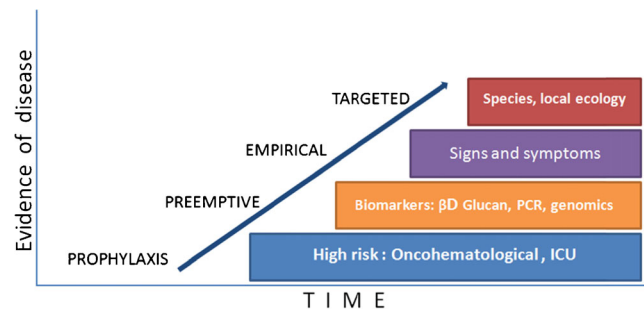 Evidence of disease
TARGETED
Species, local ecology
EMPIRICAL
Signs and symptoms
PREEMPTIVE
Biomarkers: βD Glucan, PCR, genomics
PROPHYLAXIS
High risk : Oncohematological , ICU
T I M E